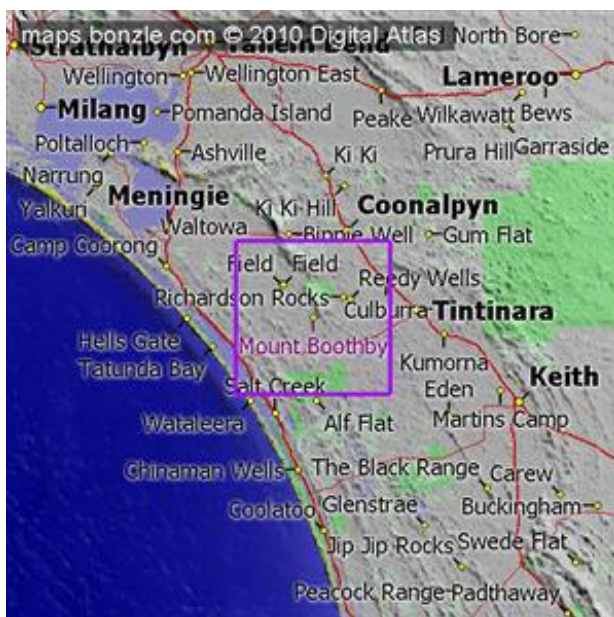 maps.bonzle.com © 2010 Digital Atlas
Strathalbyn
Tailem Bend
Old North Bore
Wellington
Wellington East
Lameroo
Milang
Pomanda Island
Peake
Wilkawatt
Bews
Poltalloch
Ashville
Ki Ki
Prura Hill
Garraside
Narrung
Meningie
Yalkuri
Ki Ki Hill
Coonalpyn
Waltowa
Binnie Well
Gum Flat
Camp Coorong
Field
Field
Reedy Wells
Richardson Rocks
Culburra
Tintinara
Hells Gate
Mount Boothby
Tatunda Bay
Kumorna
Salt Creek
Eden
Keith
Wataleera
Alf Flat
Martins Camp
Chinaman Wells
The Black Range
Carew
Coolatoo
Glenstrae
Buckingham
Jip Jip Rocks
Swede Flat
Peacock Range
Padthaway